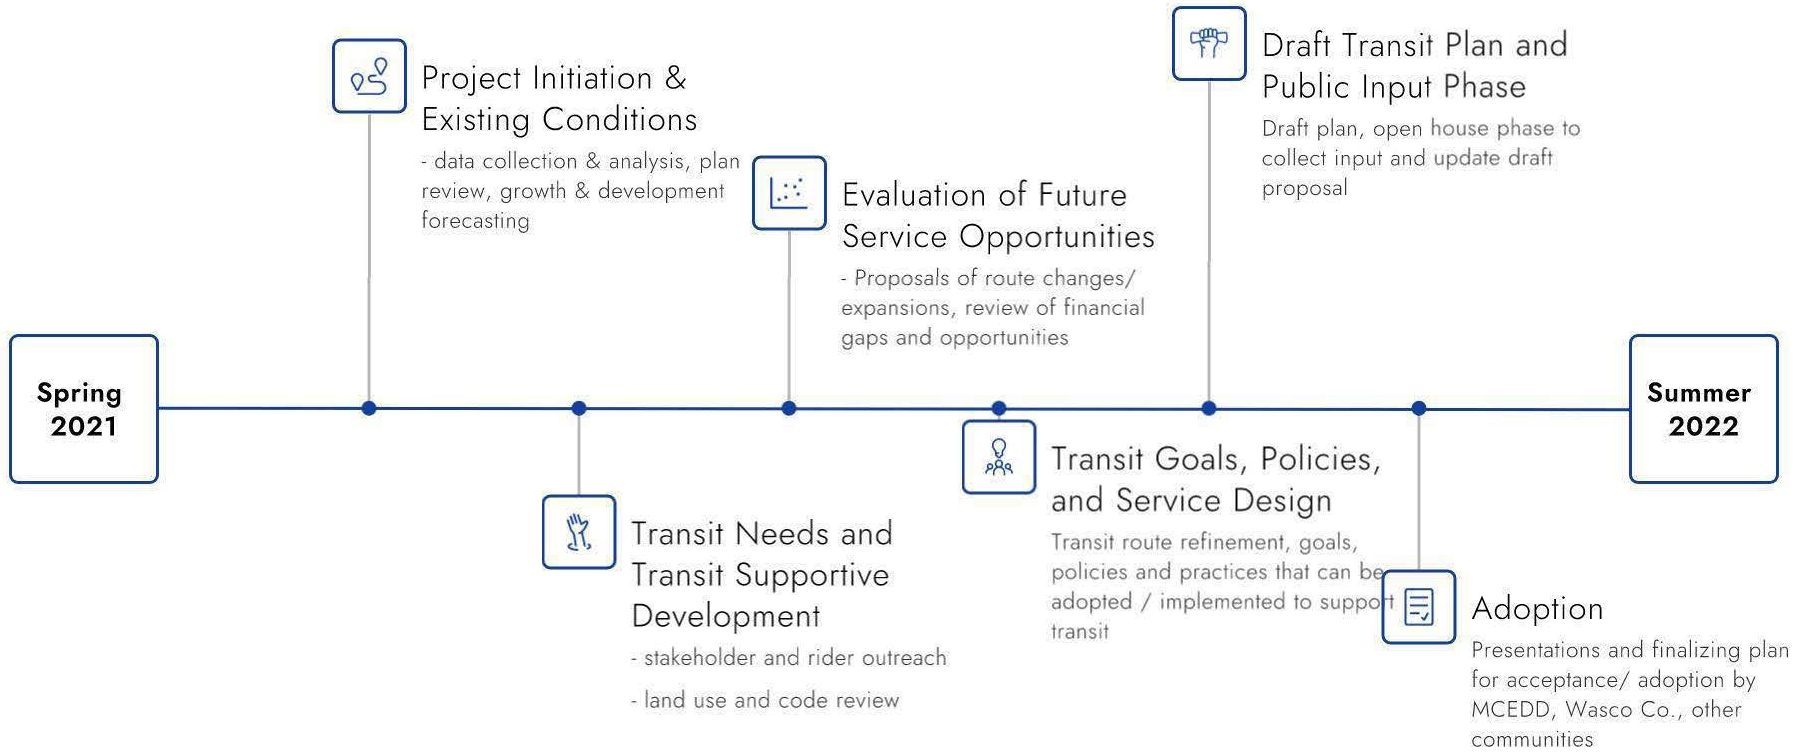 Project Initiation &
Existing Conditions
- data collection & analysis, plan
review, growth & development
forecasting
Evaluation of Future
Service Opportunities
- Proposals of route changes/
expansions, review of financial
gaps and opportunities
Draft Transit Plan and
Public Input Phase
Draft plan, open house phase to
collect input and update draft
proposal
Spring
2021
Summer
2022
Transit Needs and
Transit Supportive
Development
- stakeholder and rider outreach
- land use and code review
Transit Goals, Policies,
and Service Design
Transit route refinement, goals,
policies and practices that can be
adopted / implemented to support
transit
Adoption
Presentations and finalizing plan
for acceptance/ adoption by
MCEDD, Wasco Co., other
communities